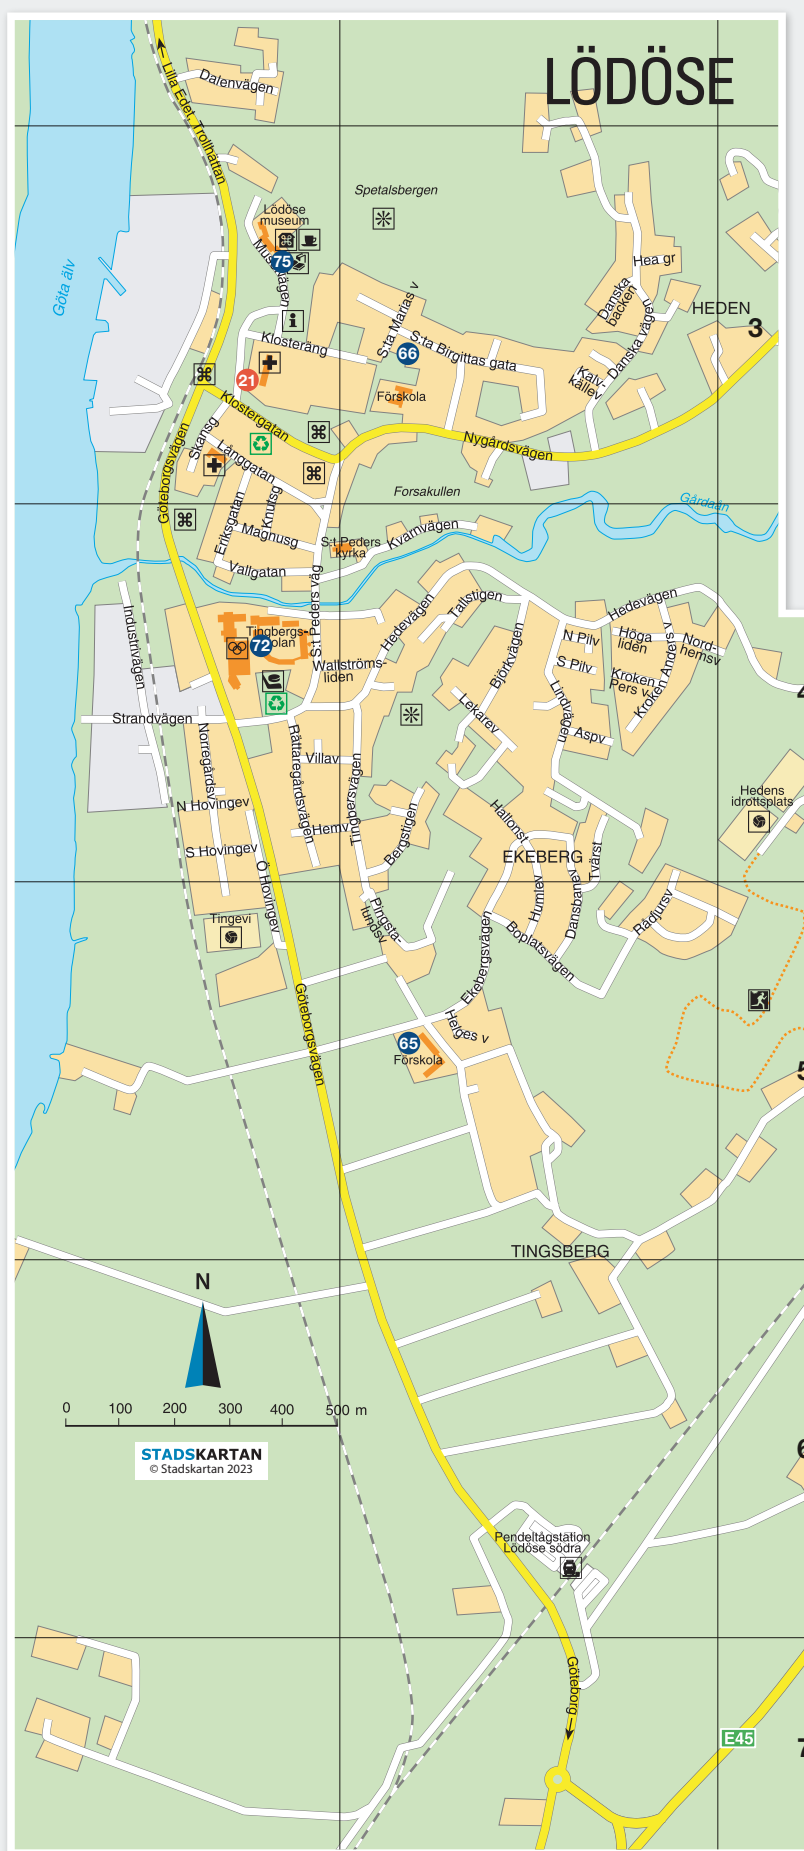 LÖDÖSE
Lilla Edet, Trollhättan
Dalenvägen
Spetalsbergen
Lödöse
museum
75
Göta älv
Hea gr
Danska
backen
Danska vägen
HEDEN
3
S:ta Marias v
Klosteräng
66
S:ta Birgittas gata
Kalv-
källev
21
Förskola
Klostergatan
Skansg
Nygårdsvägen
Långgatan
Göteborgsvägen
Forsakullen
Gårdaån
Eriksgatan
Knutsg
Magnusg
S:t Peders
kyrka
Kvarnvägen
Vallgatan
S:t Peders väg
Industrivägen
Hedevägen
Tallstigen
Hedevägen
Tingbergs-
72
N Pilv
Höga
liden
Nord-
hemsv
Björkvägen
S Pilv
Wallströms-
liden
Kroken
Pers v
Kroken Anders v
Lindvägen
Lekarev
Strandvägen
Norregårdsv
Rättaregårdsvägen
Aspv
4
Villav
Tingbersvägen
Hedens
idrottsplats
N Hovingev
Hemv
Bergstigen
Hallonst
S Hovingev
EKEBERG
Tvärst
Ö Hovingev
Humlev
Dansbanev
Rådjursv
Tingevi
Pingsta-
lundsv
Boplatsvägen
Ekebergsvägen
Göteborgsvägen
Helges v
65
Förskola
5
TINGSBERG
N
0 100 200 300 400 500 m
STADSKARTAN
© Stadskartan 2023
6
Pendeltågstation
Lödöse södra
Göteborg
E45
7